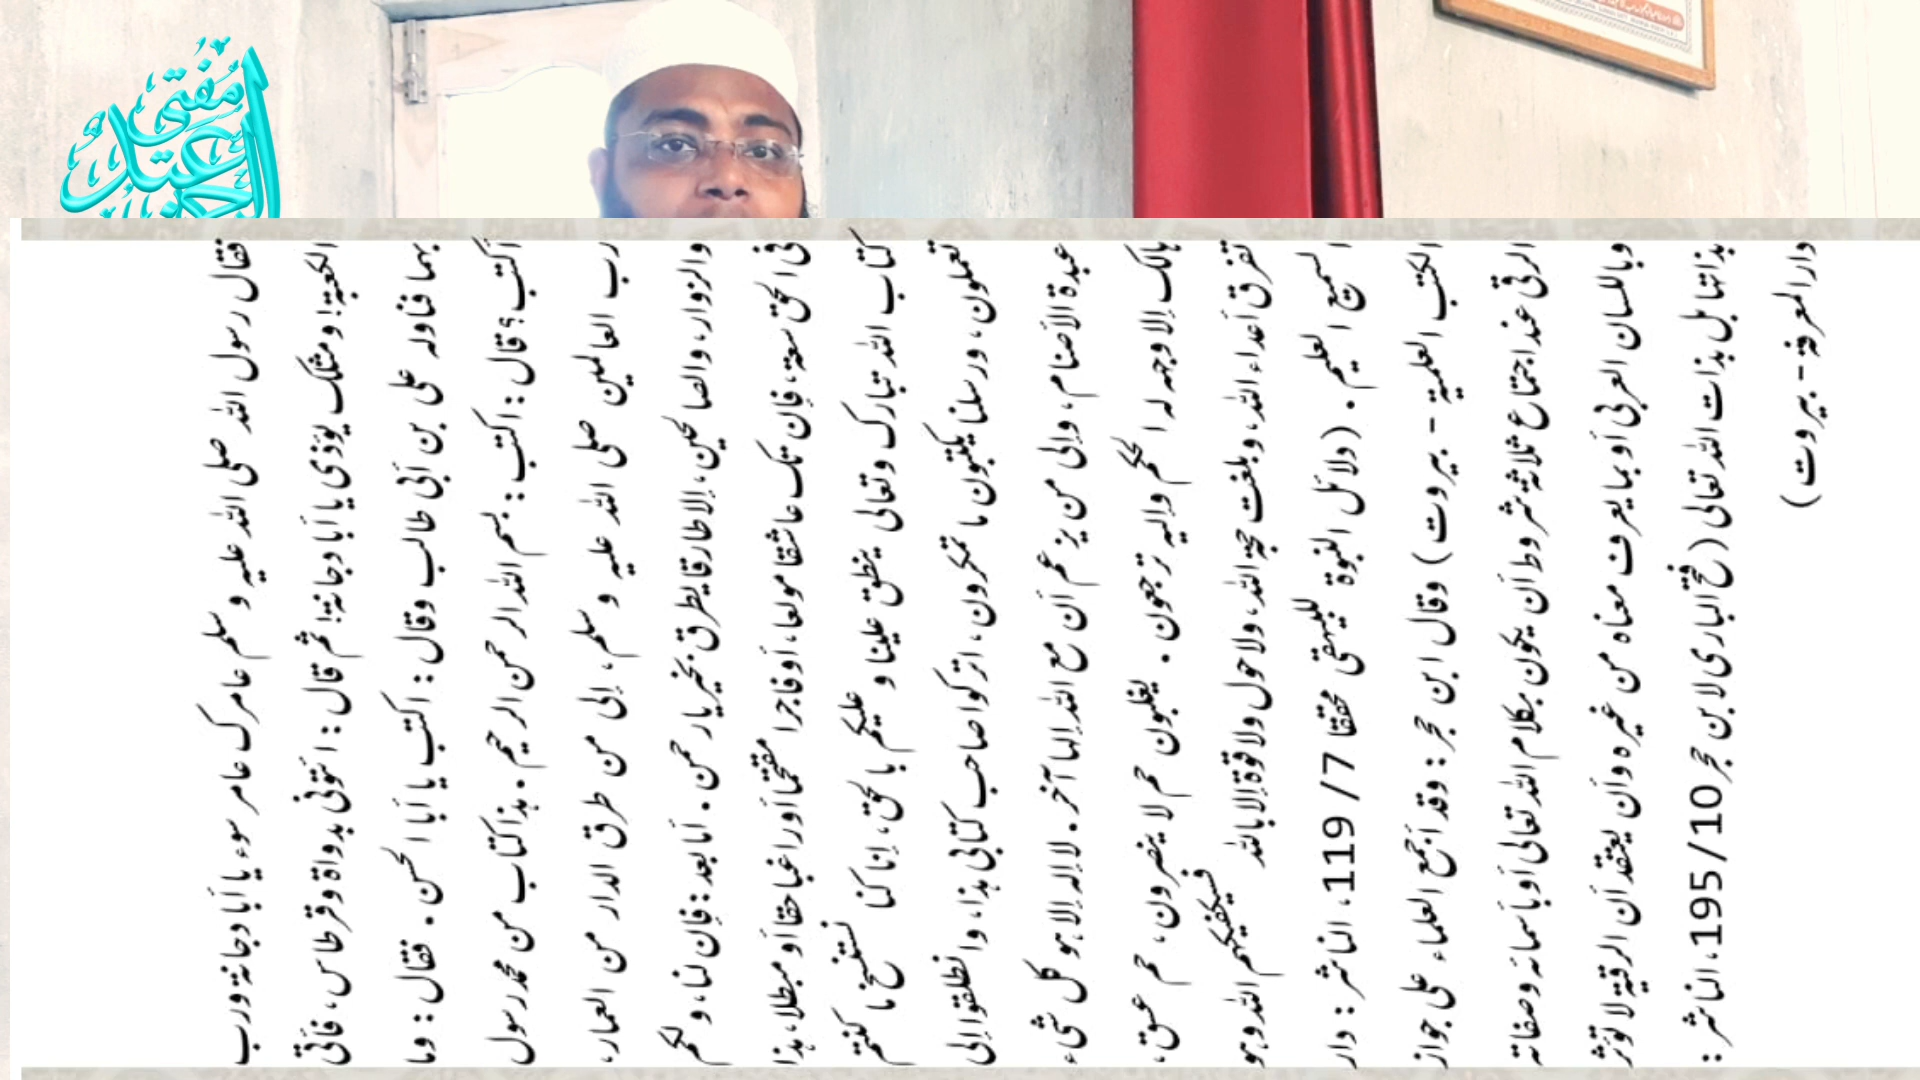 مفتی
عبد
فقال رسول الله صلى الله عليه و سلم عامرك عامر سوء يا أبا دجانة ورب
الكعبة! ومثلك يؤذي يا أبا دجانة! ثم قال: ائتوني بدواة وقرطاس، فأتي
بهما فناوله علي بن أبي طالب وقال: اكتب يا أبا الحسن. فقال: وما
أكتب؟ قال: اكتب: بسم الله الرحمن الرحيم. هذا كتاب من محمد رسول
رب العالمين صلى الله عليه و سلم، إلى من طرق الدار من العمار،
والزوار، والصالحين، إلا طارقا يطرق بخير يا رحمن. أما بعد: فإن لنا، و لكم
في الحق سعة، فإن تك عاشقا مولعا، أو فاجرا مقتحما أو راغبا حقا أو مبطلا، هذا
كتاب الله تبارك وتعالى ينطق علينا و عليكم بالحق، إنا كنا نستنسخ ما كنتم
تعملون، ورسلنا يكتبون ما تمكرون، اتركوا صاحب كتابي هذا، وانطلقوا إلى
عبدة الأصنام، وإلى من يزعم أن مع الله إلها آخر. لا إله إلا هو كل شيء
هالك إلا وجهه له الحكم وإليه ترجعون. يغلبون حم لا ينصرون، حم عسق،
تفرق أعداء الله، وبلغت حجة الله، ولا حول ولا قوة إلا بالله فسيكفيكهم الله وهو
السميع العليم. (دلائل النبوة للبيهقي محققا 7/ 119، الناشر: دار
الكتب العلمية - بيروت) وقال ابن حجر: وقد أجمع العلماء على جواز
الرقى عند اجتماع ثلاثة شروط أن يكون بكلام الله تعالى أو بأسمائه وصفاته
وباللسان العربي أو بما يعرف معناه من غيره وأن يعتقد أن الرقية لا تؤثر
بذاتها بل بذات الله تعالى (فتح الباري لابن حجر 10/195، الناشر:
دار المعرفة - بيروت)